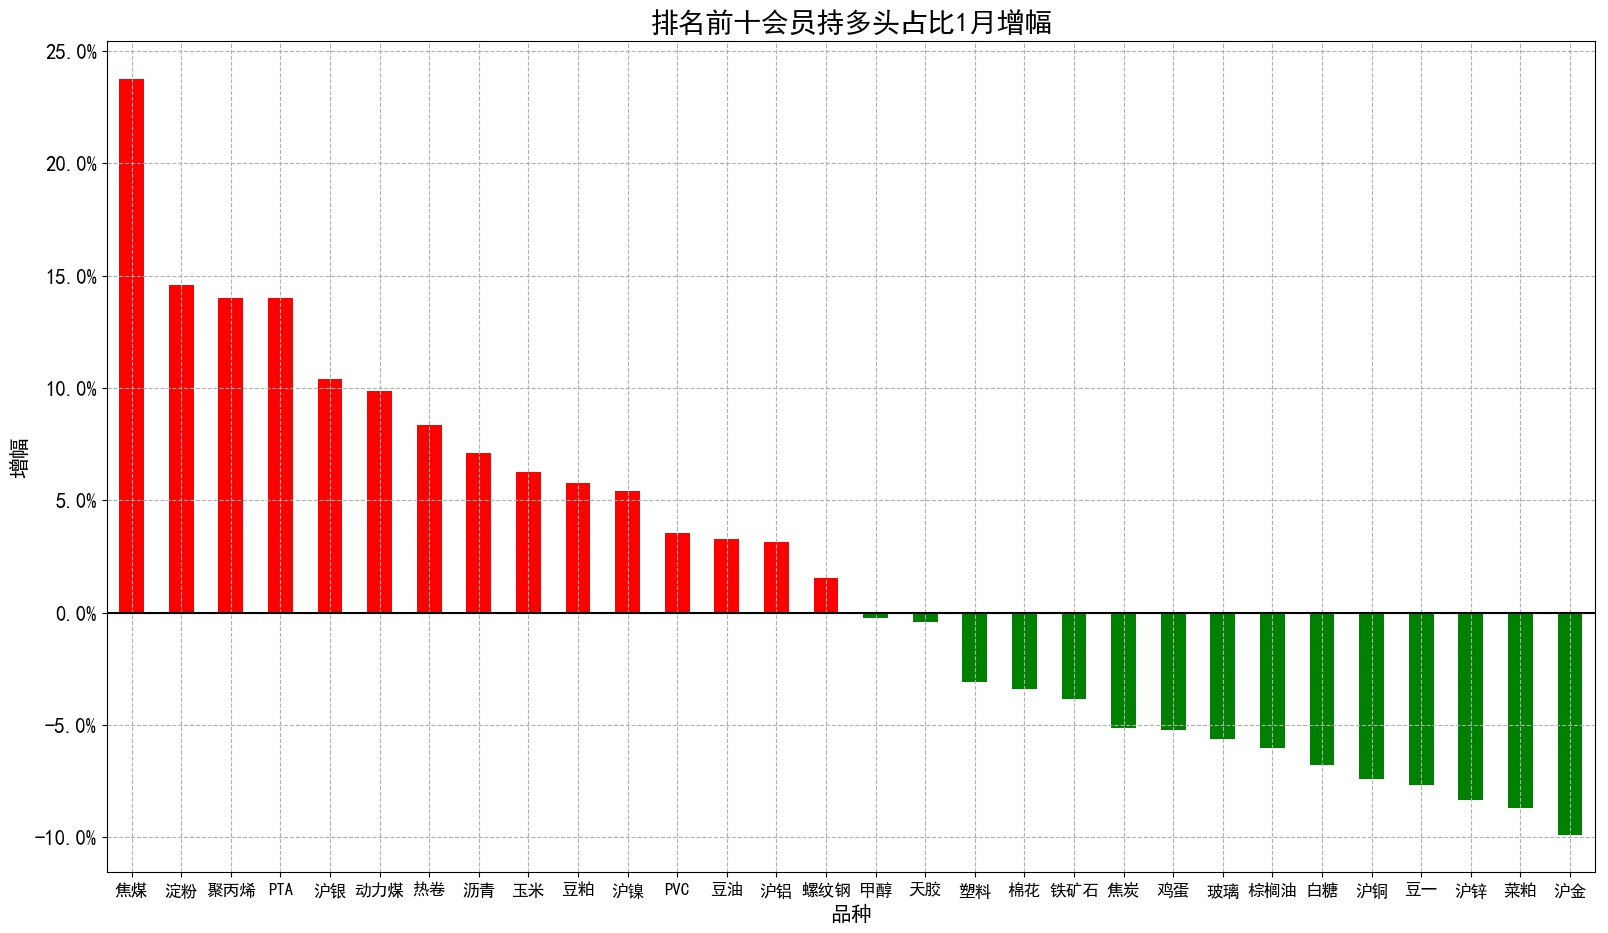 排名前十会员持多头占比1月增幅
25.0%
20.0%
15.0%
10.0%
5.0%
0.0%
−5.0%
−10.0%
增幅
焦煤 淀粉 聚丙烯 PTA 沪银 动力煤 热卷 沥青 玉米 豆粕 沪镍 PVC 豆油 沪铝 螺纹钢 甲醇 天胶 塑料 棉花 铁矿石 焦炭 鸡蛋 玻璃 棕榈油 白糖 沪铜 豆一 沪锌 菜粕 沪金
品种